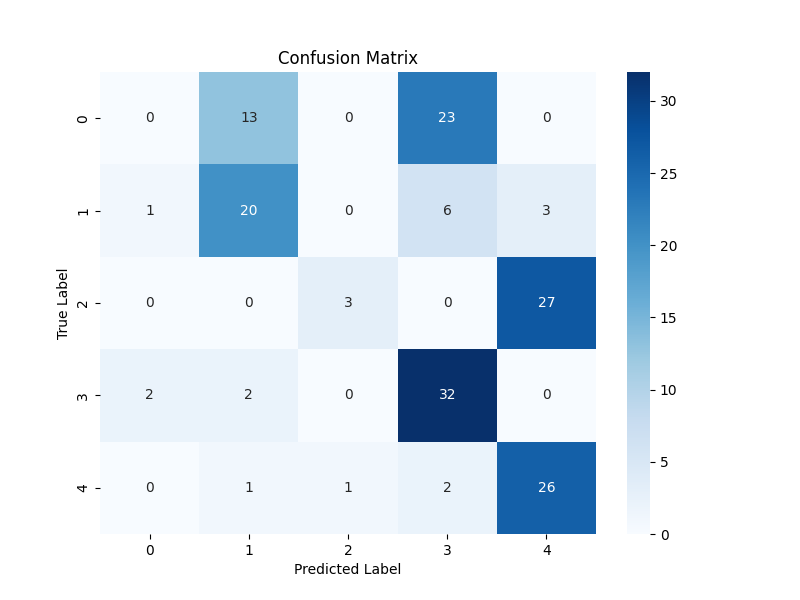 Confusion Matrix
0 0 13 0 23 0
1 1 20 0 6 3
2 0 0 3 0 27
3 2 2 0 32 0
4 0 1 1 2 26
0 1 2 3 4
Predicted Label
True Label
30
25
20
15
10
5
0